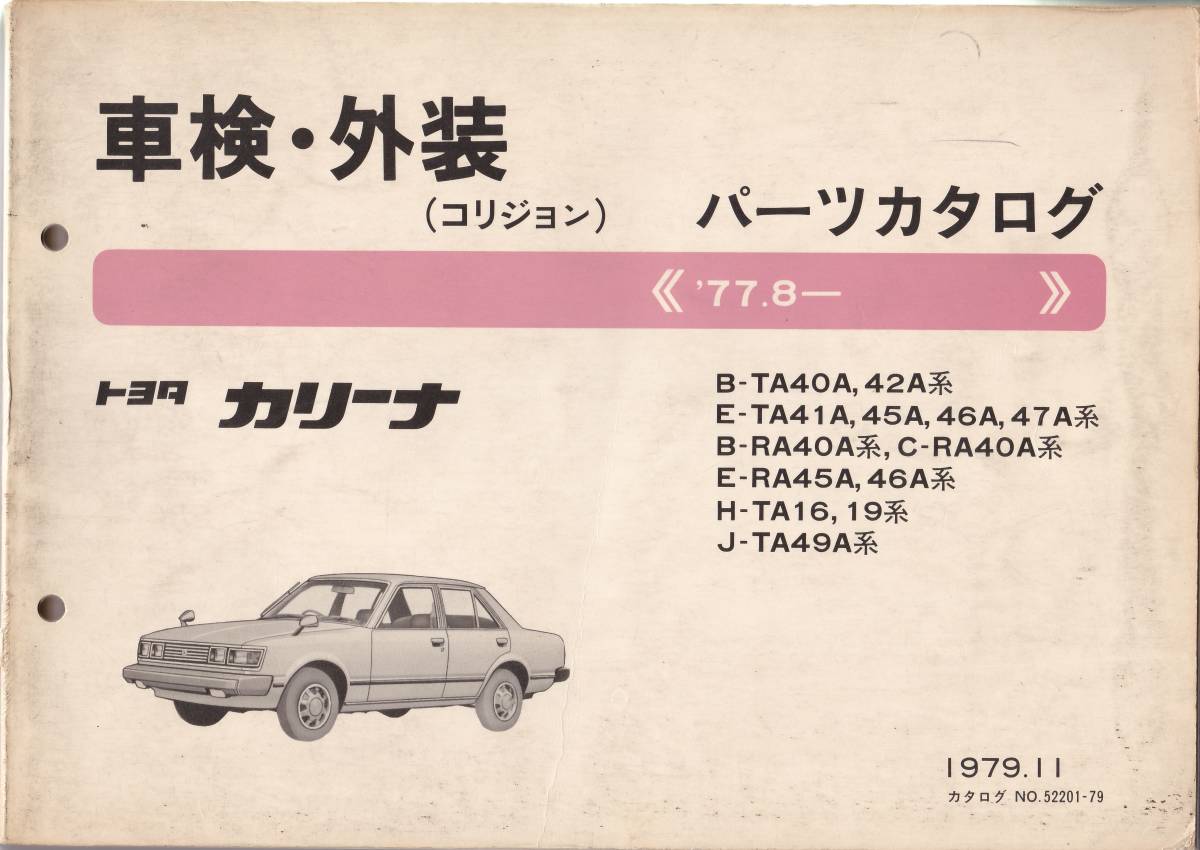 車検・外装
(コリジョン) パーツカタログ
《 '77.8— 》
トヨタ カリーナ
B-TA40A, 42A系
E-TA41A, 45A, 46A, 47A系
B-RA40A系, C-RA40A系
E-RA45A, 46A系
H-TA16, 19系
J-TA49A系
1979.11
カタログ NO.52201-79